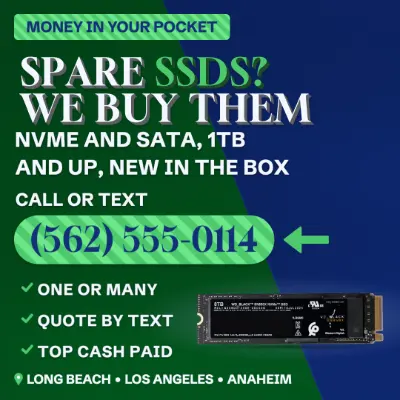 MONEY IN YOUR POCKET
SPARE SSDS?
WE BUY THEM
NVME AND SATA, 1TB
AND UP, NEW IN THE BOX
CALL OR TEXT
(562) 555-0114
ONE OR MANY
QUOTE BY TEXT
TOP CASH PAID
LONG BEACH • LOS ANGELES • ANAHEIM